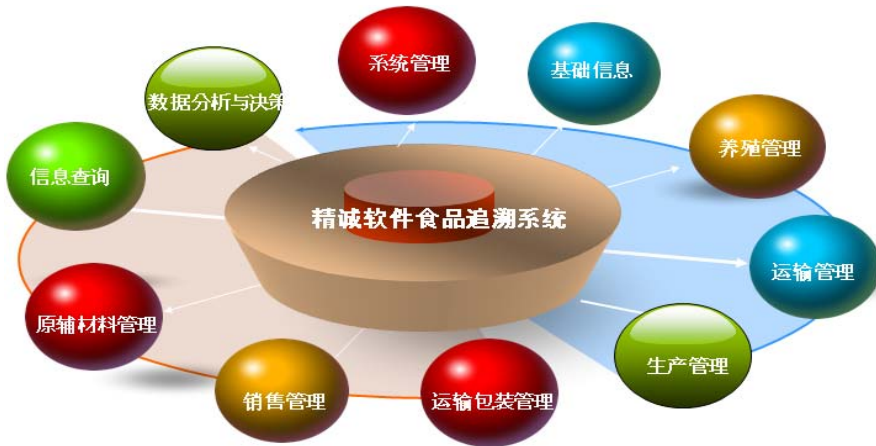 系统管理
基础信息
数据分析与决策
养殖管理
信息查询
精诚软件食品追溯系统
运输管理
原辅材料管理
生产管理
销售管理
运输包装管理